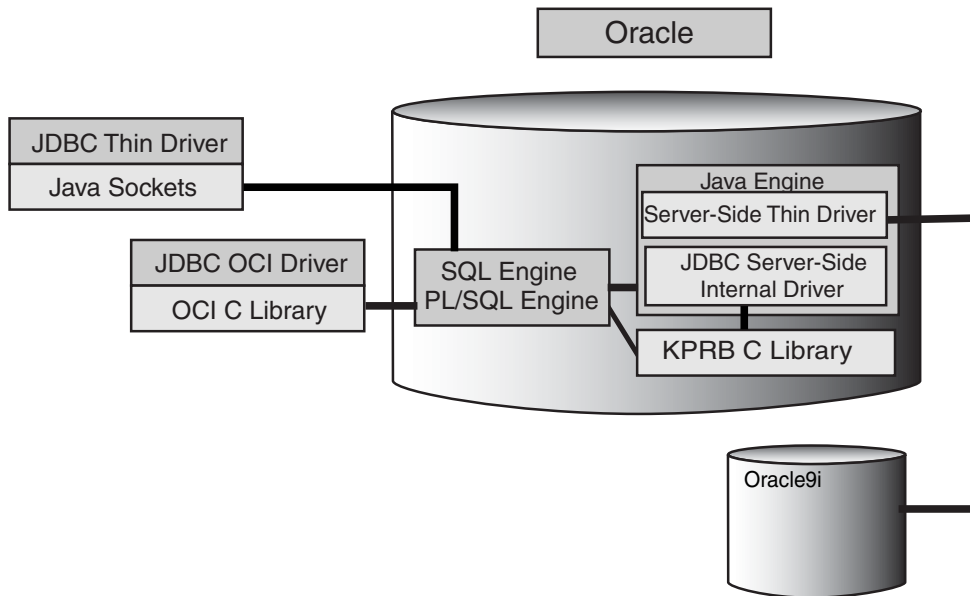 Oracle
JDBC Thin Driver
Java Sockets
JDBC OCI Driver
OCI C Library
SQL Engine
PL/SQL Engine
Java Engine
Server-Side Thin Driver
JDBC Server-Side
Internal Driver
KPRB C Library
Oracle9i